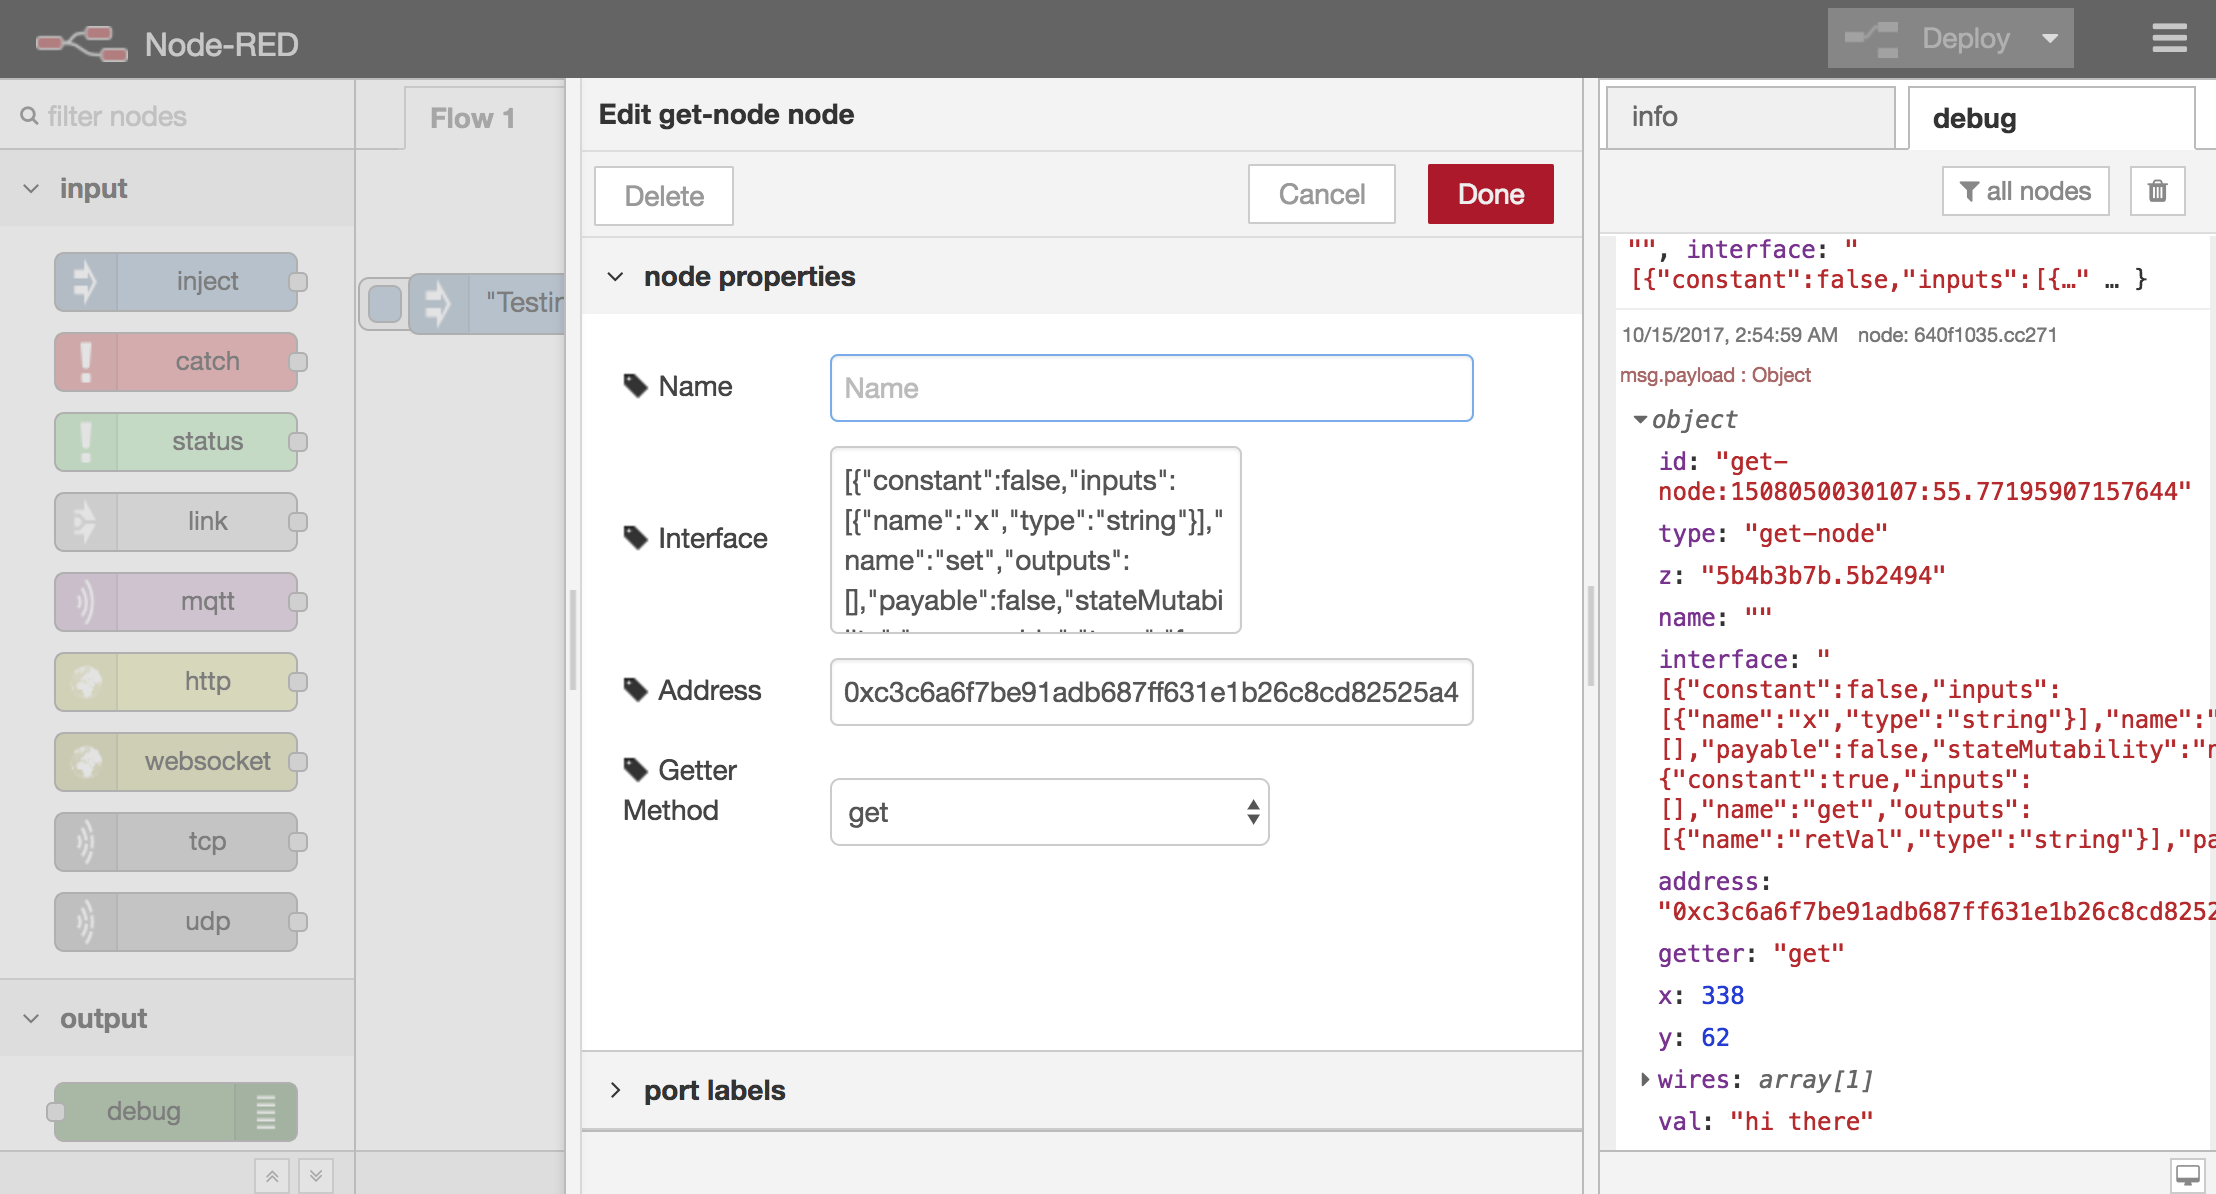 Node-RED
Deploy
filter nodes
Flow 1
input
inject
catch
status
link
mqtt
http
websocket
tcp
udp
output
debug
"Testin
Edit get-node node
Delete
Cancel
Done
node properties
Name
Name
Interface
[{"constant":false,"inputs":
[{"name":"x","type":"string"}],"
name":"set","outputs":
[],"payable":false,"stateMutabi
Address
0xc3c6a6f7be91adb687ff631e1b26c8cd82525a4
Getter
Method
get
port labels
info
debug
all nodes
"", interface: "
[{"constant":false,"inputs":[{…" … }
10/15/2017, 2:54:59 AM node: 640f1035.cc271
msg.payload : Object
object
id: "get-
node:1508050030107:55.77195907157644"
type: "get-node"
z: "5b4b3b7b.5b2494"
name: ""
interface: "
[{"constant":false,"inputs":
[{"name":"x","type":"string"}],"name":"
[],"payable":false,"stateMutability":"n
{"constant":true,"inputs":
[],"name":"get","outputs":
[{"name":"retVal","type":"string"}],"pa
address:
"0xc3c6a6f7be91adb687ff631e1b26c8cd8252
getter: "get"
x: 338
y: 62
wires: array[1]
val: "hi there"